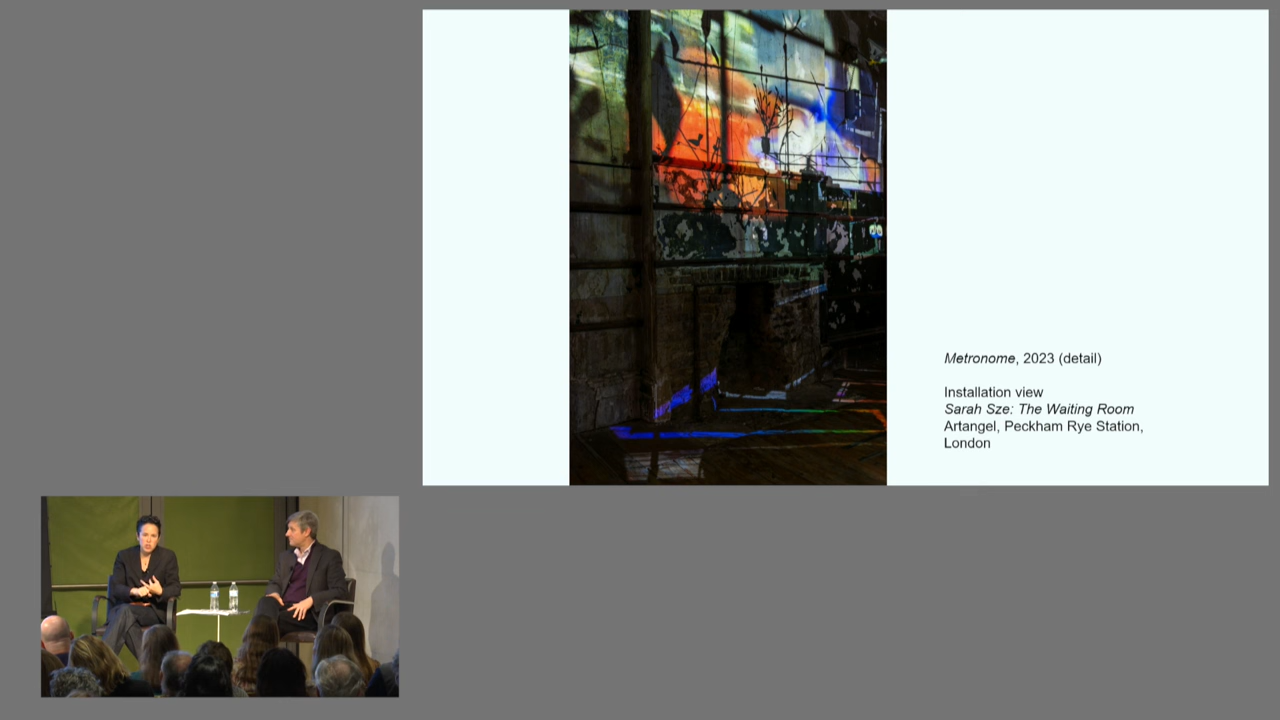 Metronome, 2023 (detail)
Installation view
Sarah Sze: The Waiting Room
Artangel, Peckham Rye Station,
London